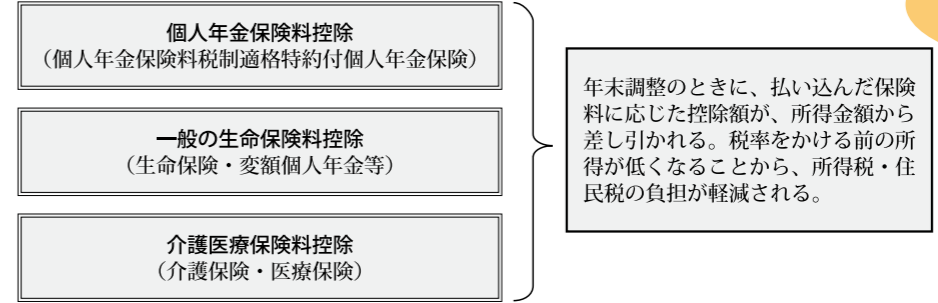 個人年金保険料控除
（個人年金保険料税制適格特約付個人年金保険）
一般の生命保険料控除
（生命保険・変額個人年金等）
介護医療保険料控除
（介護保険・医療保険）
年末調整のときに、払い込んだ保険
料に応じた控除額が、所得金額から
差し引かれる。税率をかける前の所
得が低くなることから、所得税・住
民税の負担が軽減される。